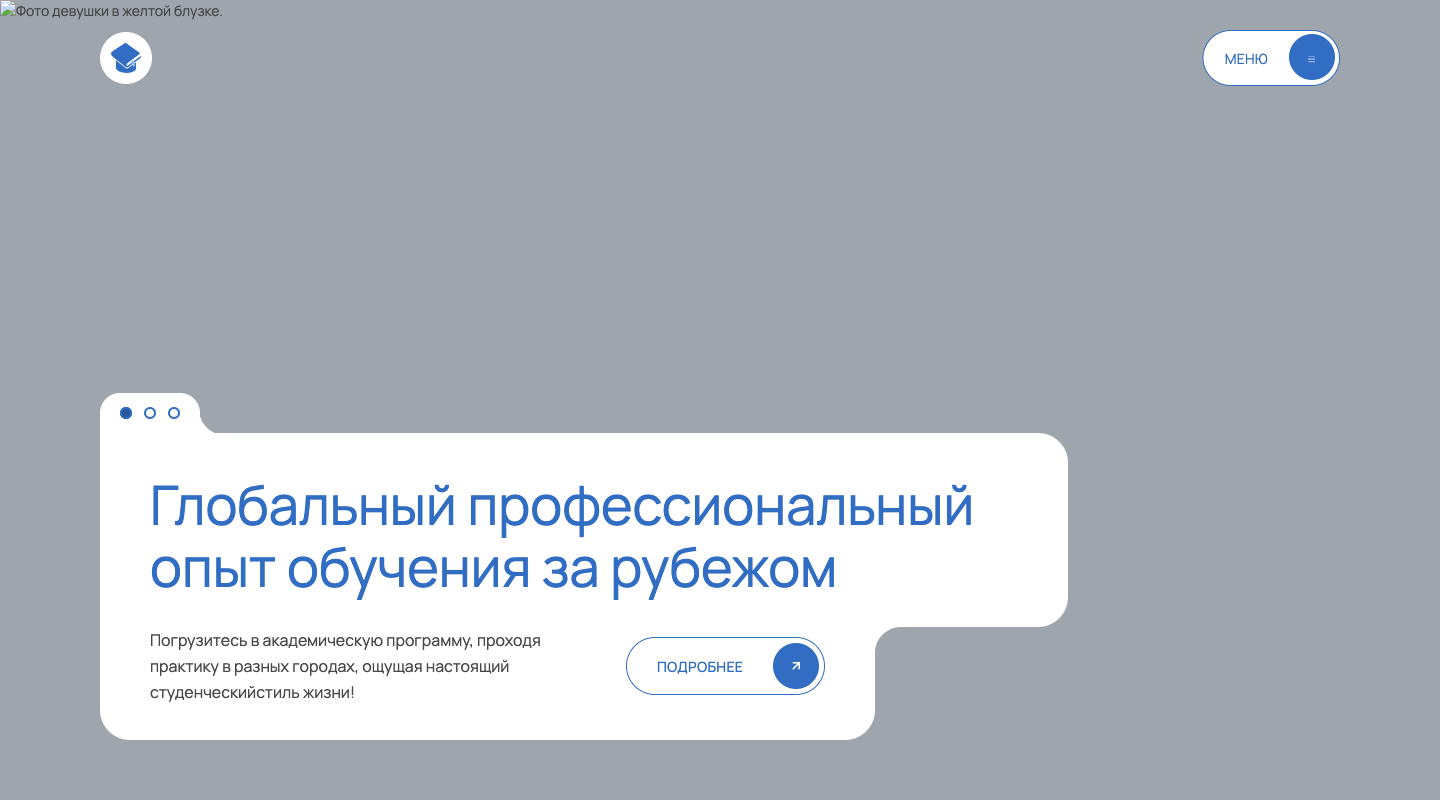 Фото девушки в желтой блузке.
МЕНЮ
Глобальный профессиональный
опыт обучения за рубежом
Погрузитесь в академическую программу, проходя
практику в разных городах, ощущая настоящий
студенческийстиль жизни!
ПОДРОБНЕЕ